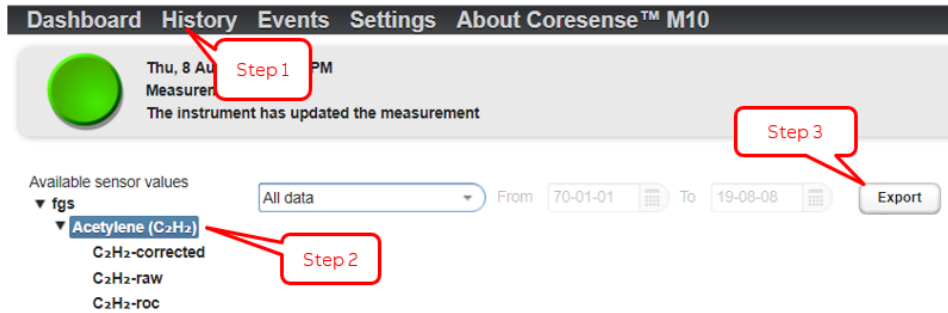 Dashboard History Events Settings About Coresense™ M10
Thu, 8 Au
PM
Step 1
Measuren
The instrument has updated the measurement
Step 3
Available sensor values
All data
From 70-01-01 To 19-08-08
Export
▼ fgs
▼ Acetylene (C₂H₂)
C₂H₂-corrected
Step 2
C₂H₂-raw
C₂H₂-roc